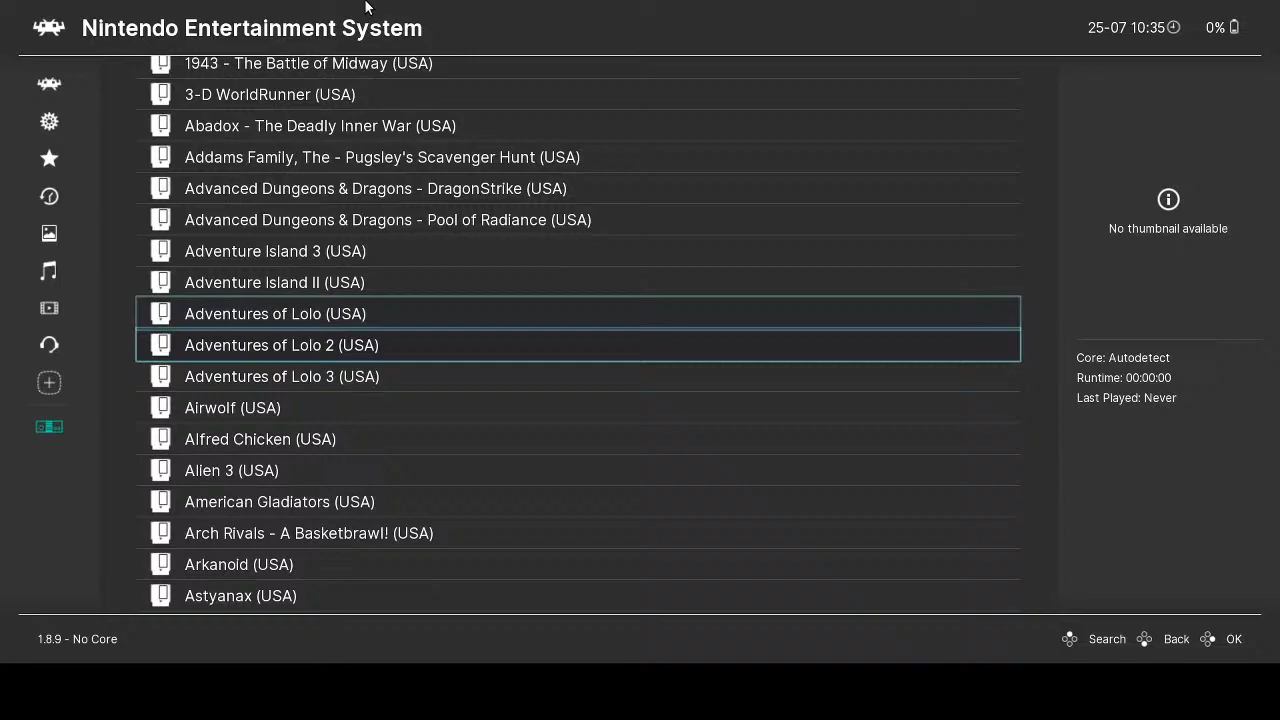 Nintendo Entertainment System
25-07 10:35
0%
1943 - The Battle of Midway (USA)
3-D WorldRunner (USA)
Abadox - The Deadly Inner War (USA)
Addams Family, The - Pugsley's Scavenger Hunt (USA)
Advanced Dungeons & Dragons - DragonStrike (USA)
Advanced Dungeons & Dragons - Pool of Radiance (USA)
Adventure Island 3 (USA)
Adventure Island II (USA)
Adventures of Lolo (USA)
Adventures of Lolo 2 (USA)
Adventures of Lolo 3 (USA)
Airwolf (USA)
Alfred Chicken (USA)
Alien 3 (USA)
American Gladiators (USA)
Arch Rivals - A Basketbrawl! (USA)
Arkanoid (USA)
Astyanax (USA)
No thumbnail available
Core: Autodetect
Runtime: 00:00:00
Last Played: Never
1.8.9 - No Core
Search
Back
OK